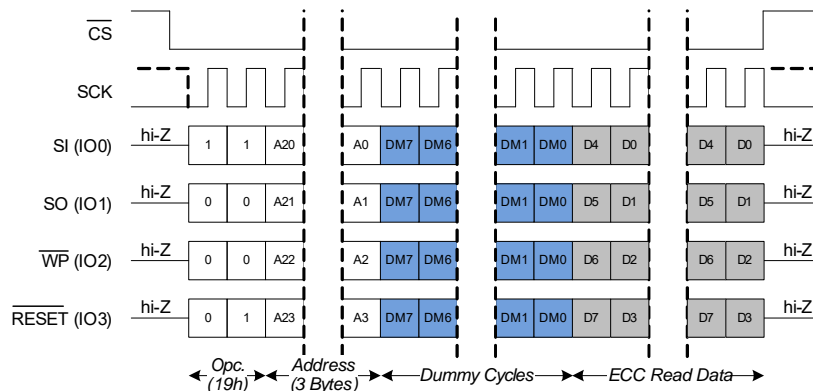 CS
SCK
hi-Z hi-Z
SI (IO0) 1 1 A20 A0 DM7 DM6 DM1 DM0 D4 D0 D4 D0
hi-Z hi-Z
SO (IO1) 0 0 A21 A1 DM7 DM6 DM1 DM0 D5 D1 D5 D1
hi-Z hi-Z
WP (IO2) 0 0 A22 A2 DM7 DM6 DM1 DM0 D6 D2 D6 D2
hi-Z hi-Z
RESET (IO3) 0 1 A23 A3 DM7 DM6 DM1 DM0 D7 D3 D7 D3
Opc. Address Dummy Cycles ECC Read Data
(19h) (3 Bytes)